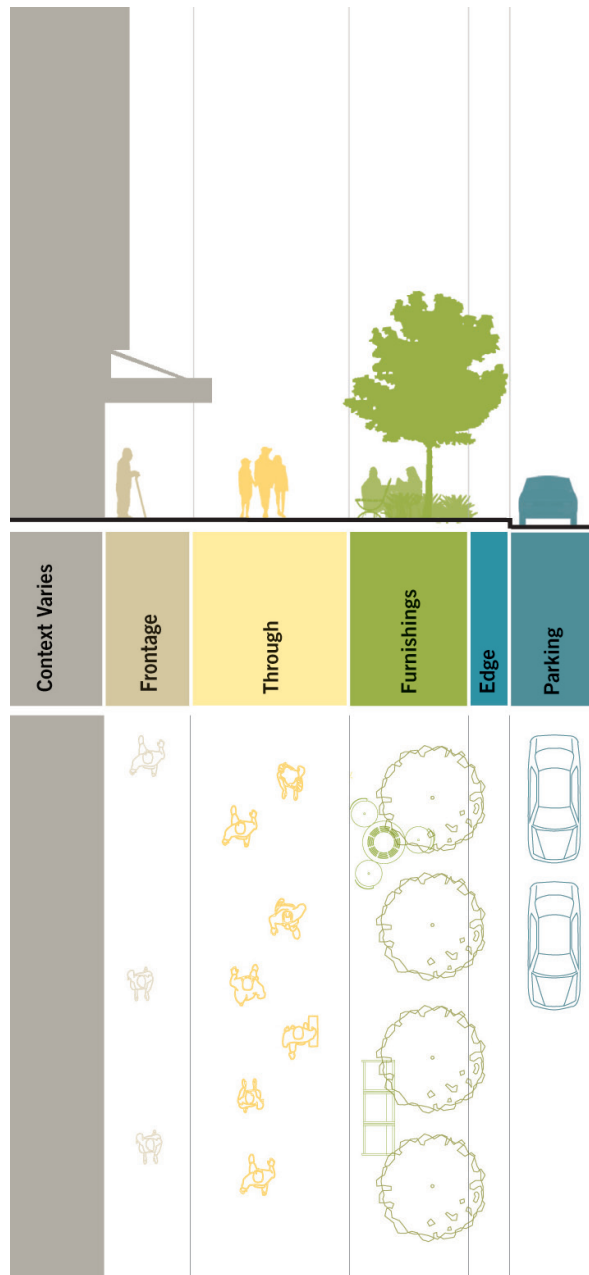 Context Varies
Frontage
Through
Furnishings
Edge
Parking